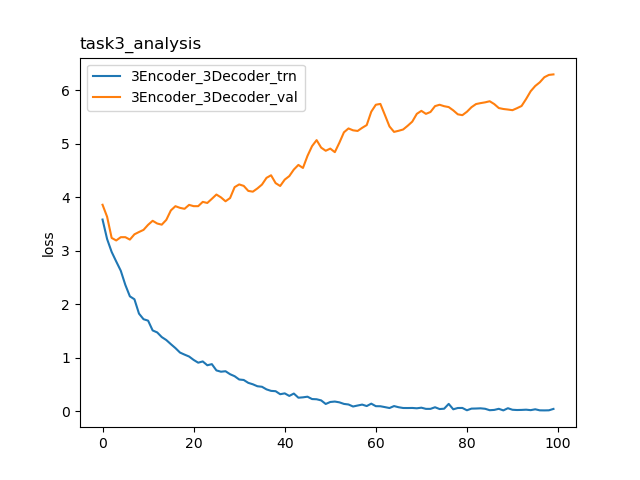 task3_analysis
3Encoder_3Decoder_trn
3Encoder_3Decoder_val
loss
6
5
4
3
2
1
0
0 20 40 60 80 100